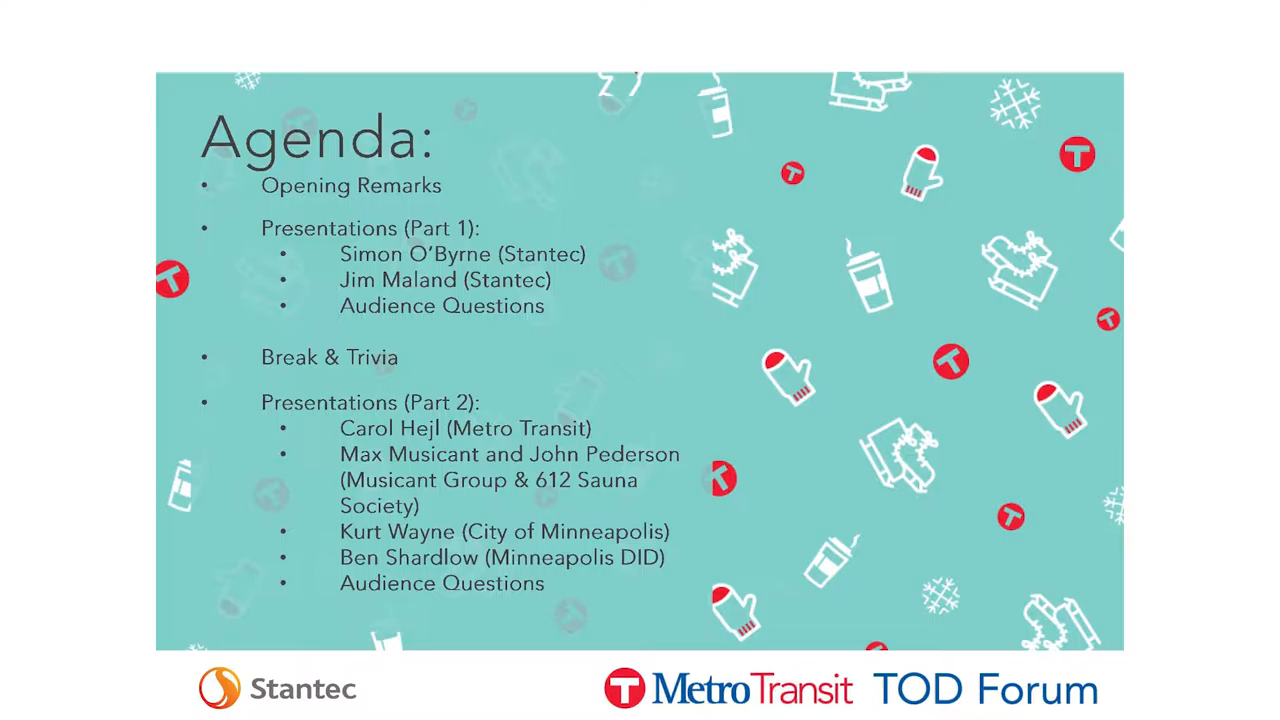 Agenda:
• Opening Remarks
• Presentations (Part 1):
• Simon O'Byrne (Stantec)
• Jim Maland (Stantec)
• Audience Questions
• Break & Trivia
• Presentations (Part 2):
• Carol Hejl (Metro Transit)
• Max Musicant and John Pederson
(Musicant Group & 612 Sauna
Society)
• Kurt Wayne (City of Minneapolis)
• Ben Shardlow (Minneapolis DID)
• Audience Questions
Stantec
T MetroTransit TOD Forum